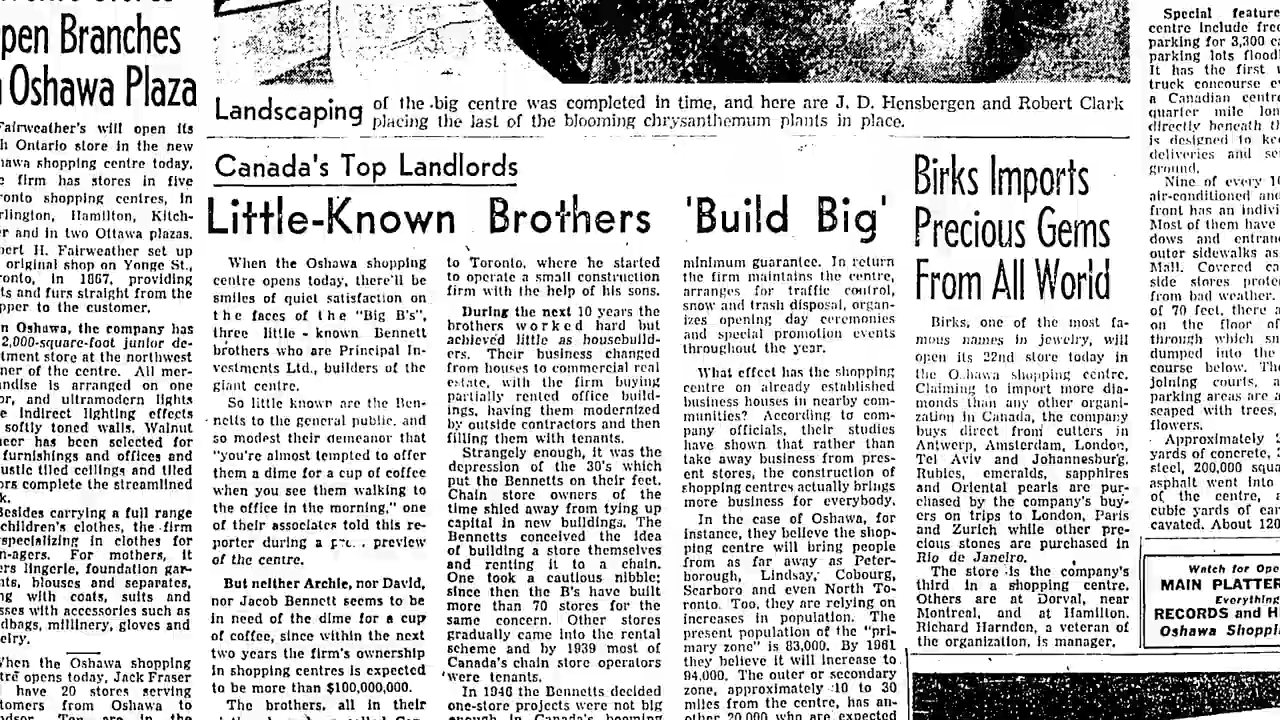 pen Branches
Oshawa Plaza
Fairweather's will open its
Ontario store in the new
shopping centre today.
firm has stores in five
shopping centres, in
Hamilton, Kitch-
and in two Ottawa plazas.
H. Fairweather set up
original shop on Yonge St.,
in 1867, providing
and furs straight from the
to the customer.
Oshawa, the company has
2,000-square-foot junior de-
store at the northwest
of the centre. All mer-
is arranged on one
and ultramodern lights
indirect lighting effects
softly toned walls. Walnut
has been selected for
furnishings and offices and
tiled ceilings and tiled
complete the streamlined
Besides carrying a full range
children's clothes, the firm
specializing in clothes for
For mothers, it
lingerie, foundation gar-
blouses and separates,
with coats, suits and
with accessories such as
millinery, gloves and
When the Oshawa shopping
opens today, Jack Fraser
have 20 stores serving
from Oshawa to
Landscaping of the big centre was completed in time, and here are J. D. Hensbergen and Robert Clark
placing the last of the blooming chrysanthemum plants in place.
Canada's Top Landlords
Little-Known Brothers 'Build Big'
When the Oshawa shopping
centre opens today, there'll be
smiles of quiet satisfaction on
the faces of the "Big B's",
three little - known Bennett
brothers who are Principal In-
vestments Ltd., builders of the
giant centre.
So little known are the Ben-
netts to the general public, and
so modest their demeanor that
"you're almost tempted to offer
them a dime for a cup of coffee
when you see them walking to
the office in the morning," one
of their associates told this re-
porter during a preview
of the centre.
But neither Archie, nor David,
nor Jacob Bennett seems to be
in need of the dime for a cup
of coffee, since within the next
two years the firm's ownership
in shopping centres is expected
to be more than $100,000,000.
The brothers, all in their
to Toronto, where he started
to operate a small construction
firm with the help of his sons.
During the next 10 years the
brothers worked hard but
achieved little as housebuild-
ers. Their business changed
from houses to commercial real
estate, with the firm buying
partially rented office build-
ings, having them modernized
by outside contractors and then
filling them with tenants.
Strangely enough, it was the
depression of the 30's which
put the Bennetts on their feet.
Chain store owners of the
time shied away from tying up
capital in new buildings. The
Bennetts conceived the idea
of building a store themselves
and renting it to a chain.
One took a cautious nibble;
since then the B's have built
more than 70 stores for the
same concern. Other stores
gradually came into the rental
scheme and by 1939 most of
Canada's chain store operators
were tenants.
In 1946 the Bennetts decided
one-store projects were not big
enough in Canada's booming
minimum guarantee. In return
the firm maintains the centre,
arranges for traffic control,
snow and trash disposal, organ-
izes opening day ceremonies
and special promotion events
throughout the year.
What effect has the shopping
centre on already established
business houses in nearby com-
munities? According to com-
pany officials, their studies
have shown that rather than
take away business from pres-
ent stores, the construction of
shopping centres actually brings
more business for everybody.
In the case of Oshawa, for
instance, they believe the shop-
ping centre will bring people
from as far away as Peter-
borough, Lindsay, Cobourg,
Scarboro and even North To-
ronto. Too, they are relying on
increases in population. The
present population of the "pri-
mary zone" is 83,000. By 1961
they believe it will increase to
94,000. The outer or secondary
zone, approximately 10 to 30
miles from the centre, has an-
other 20,000 who are expected
Birks Imports
Precious Gems
From All World
Birks, one of the most fa-
mous names in jewelry, will
open its 22nd store today in
the Oshawa shopping centre.
Claiming to import more dia-
monds than any other organi-
zation in Canada, the company
buys direct from cutters in
Antwerp, Amsterdam, London,
Tel Aviv and Johannesburg.
Rubies, emeralds, sapphires
and Oriental pearls are pur-
chased by the company's buy-
ers on trips to London, Paris
and Zurich while other pre-
cious stones are purchased in
Rio de Janeiro.
The store is the company's
third in a shopping centre.
Others are at Dorval, near
Montreal, and at Hamilton.
Richard Harnden, a veteran of
the organization, is manager.
Special feature
centre include free
parking for 3,300 c
parking lots flood
It has the first
truck concourse
a Canadian centre
quarter mile lon
directly beneath th
is designed to kee
deliveries and se
ground.
Nine of every 10
air-conditioned and
front has an indivi
Most of them have
dows and entran
outer sidewalks as
Mall. Covered ca
side stores prote
from bad weather.
of 70 feet, there a
on the floor of
through which sn
dumped into the
course below. The
joining courts, a
parking areas are
scaped with trees,
flowers.
Approximately
yards of concrete,
steel, 200,000 squa
asphalt went into
of the centre, a
cubic yards of ear
cavated. About 120
Watch for Ope
MAIN PLATTER
Everything
RECORDS and H
Oshawa Shoppi